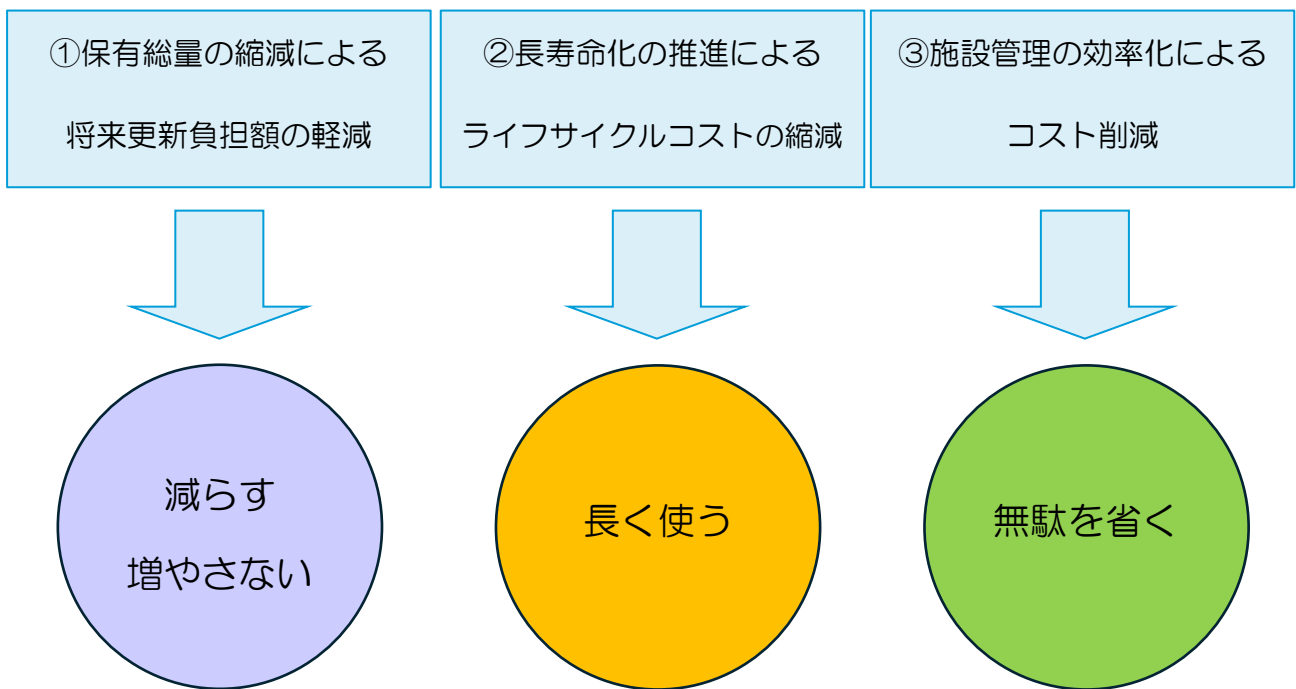 ①保有総量の縮減による
将来更新負担額の軽減
②長寿命化の推進による
ライフサイクルコストの縮減
③施設管理の効率化による
コスト削減
減らす
増やさない
長く使う
無駄を省く